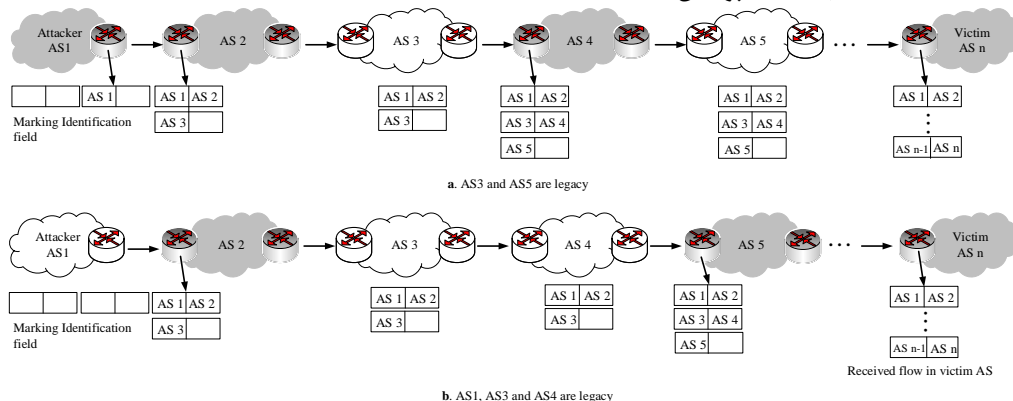 Attacker
AS1
AS 2
AS 3
AS 4
AS 5
• • •
Victim
AS n
AS 1
AS 1 AS 2
AS 3
AS 1 AS 2
AS 3
AS 1 AS 2
AS 3 AS 4
AS 5
AS 1 AS 2
AS 3 AS 4
AS 5
AS 1 AS 2
AS n-1 AS n
Marking Identification
field
a. AS3 and AS5 are legacy
Attacker
AS1
AS 2
AS 3
AS 4
AS 5
• • •
Victim
AS n
AS 1 AS 2
AS 3
AS 1 AS 2
AS 3
AS 1 AS 2
AS 3
AS 1 AS 2
AS 3 AS 4
AS 5
AS 1 AS 2
AS n-1 AS n
Marking Identification
field
Received flow in victim AS
b. AS1, AS3 and AS4 are legacy